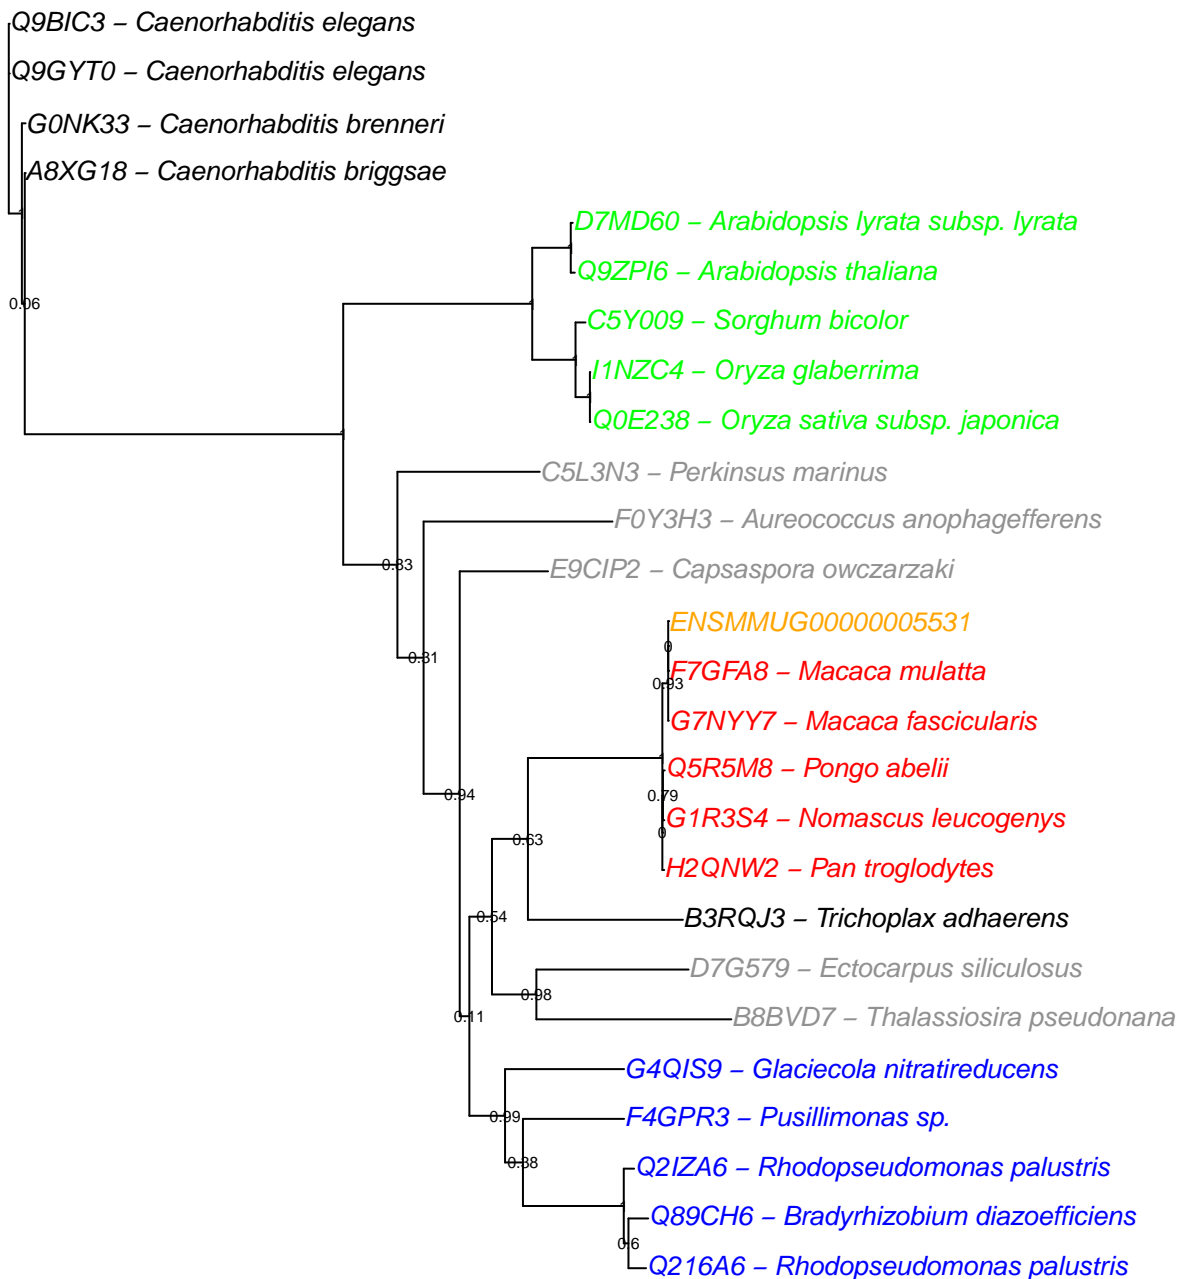 Q9BIC3 – Caenorhabditis elegans
Q9GYT0 – Caenorhabditis elegans
G0NK33 – Caenorhabditis brenneri
A8XG18 – Caenorhabditis briggsae
D7MD60 – Arabidopsis lyrata subsp. lyrata
Q9ZPI6 – Arabidopsis thaliana
0.06
C5Y009 – Sorghum bicolor
I1NZC4 – Oryza glaberrima
Q0E238 – Oryza sativa subsp. japonica
C5L3N3 – Perkinsus marinus
F0Y3H3 – Aureococcus anophagefferens
0.83
E9CIP2 – Capsaspora owczarzaki
ENSMMUG00000005531
0
0.31
F7GFA8 – Macaca mulatta
0.93
G7NYY7 – Macaca fascicularis
Q5R5M8 – Pongo abelii
0.94
0.79
G1R3S4 – Nomascus leucogenys
0
0.63
H2QNW2 – Pan troglodytes
0.54
B3RQJ3 – Trichoplax adhaerens
D7G579 – Ectocarpus siliculosus
0.98
0.11
B8BVD7 – Thalassiosira pseudonana
G4QIS9 – Glaciecola nitratireducens
0.99
F4GPR3 – Pusillimonas sp.
0.38
Q2IZA6 – Rhodopseudomonas palustris
Q89CH6 – Bradyrhizobium diazoefficiens
0.6
Q216A6 – Rhodopseudomonas palustris